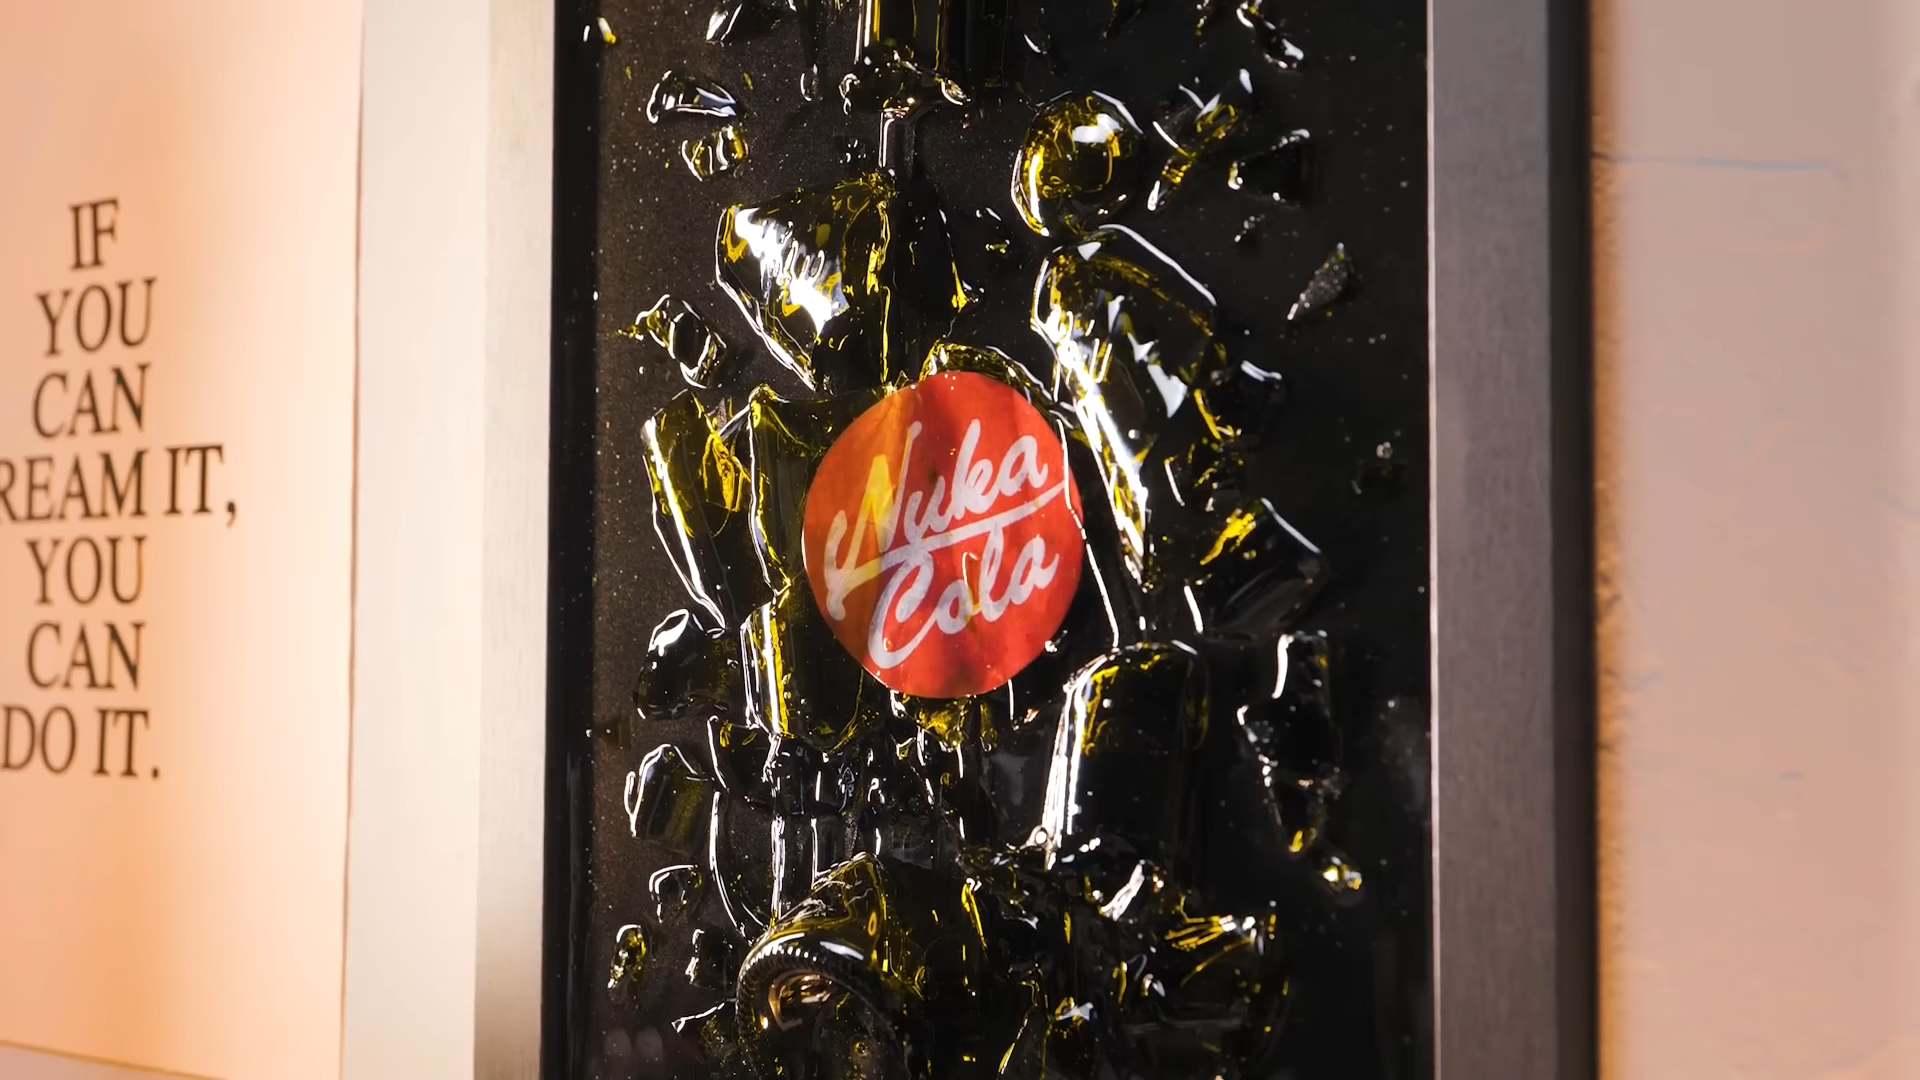 IF
YOU
CAN
REAM IT,
YOU
CAN
DO IT.
Nuka
Cola